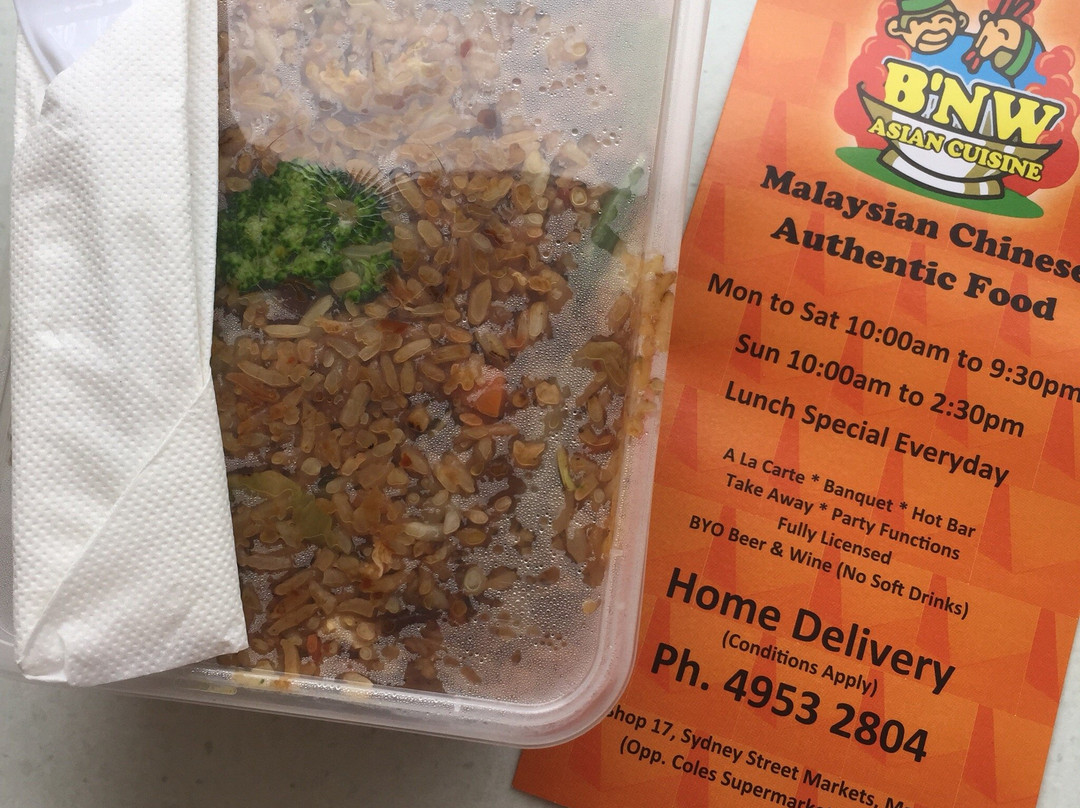 B'NW
ASIAN CUISINE
Malaysian Chinese
Authentic Food
Mon to Sat 10:00am to 9:30pm
Sun 10:00am to 2:30pm
Lunch Special Everyday
A La Carte * Banquet * Hot Bar
Take Away * Party Functions
Fully Licensed
BYO Beer & Wine (No Soft Drinks)
Home Delivery
(Conditions Apply)
Ph. 4953 2804
Shop 17, Sydney Street Markets,
(Opp. Coles